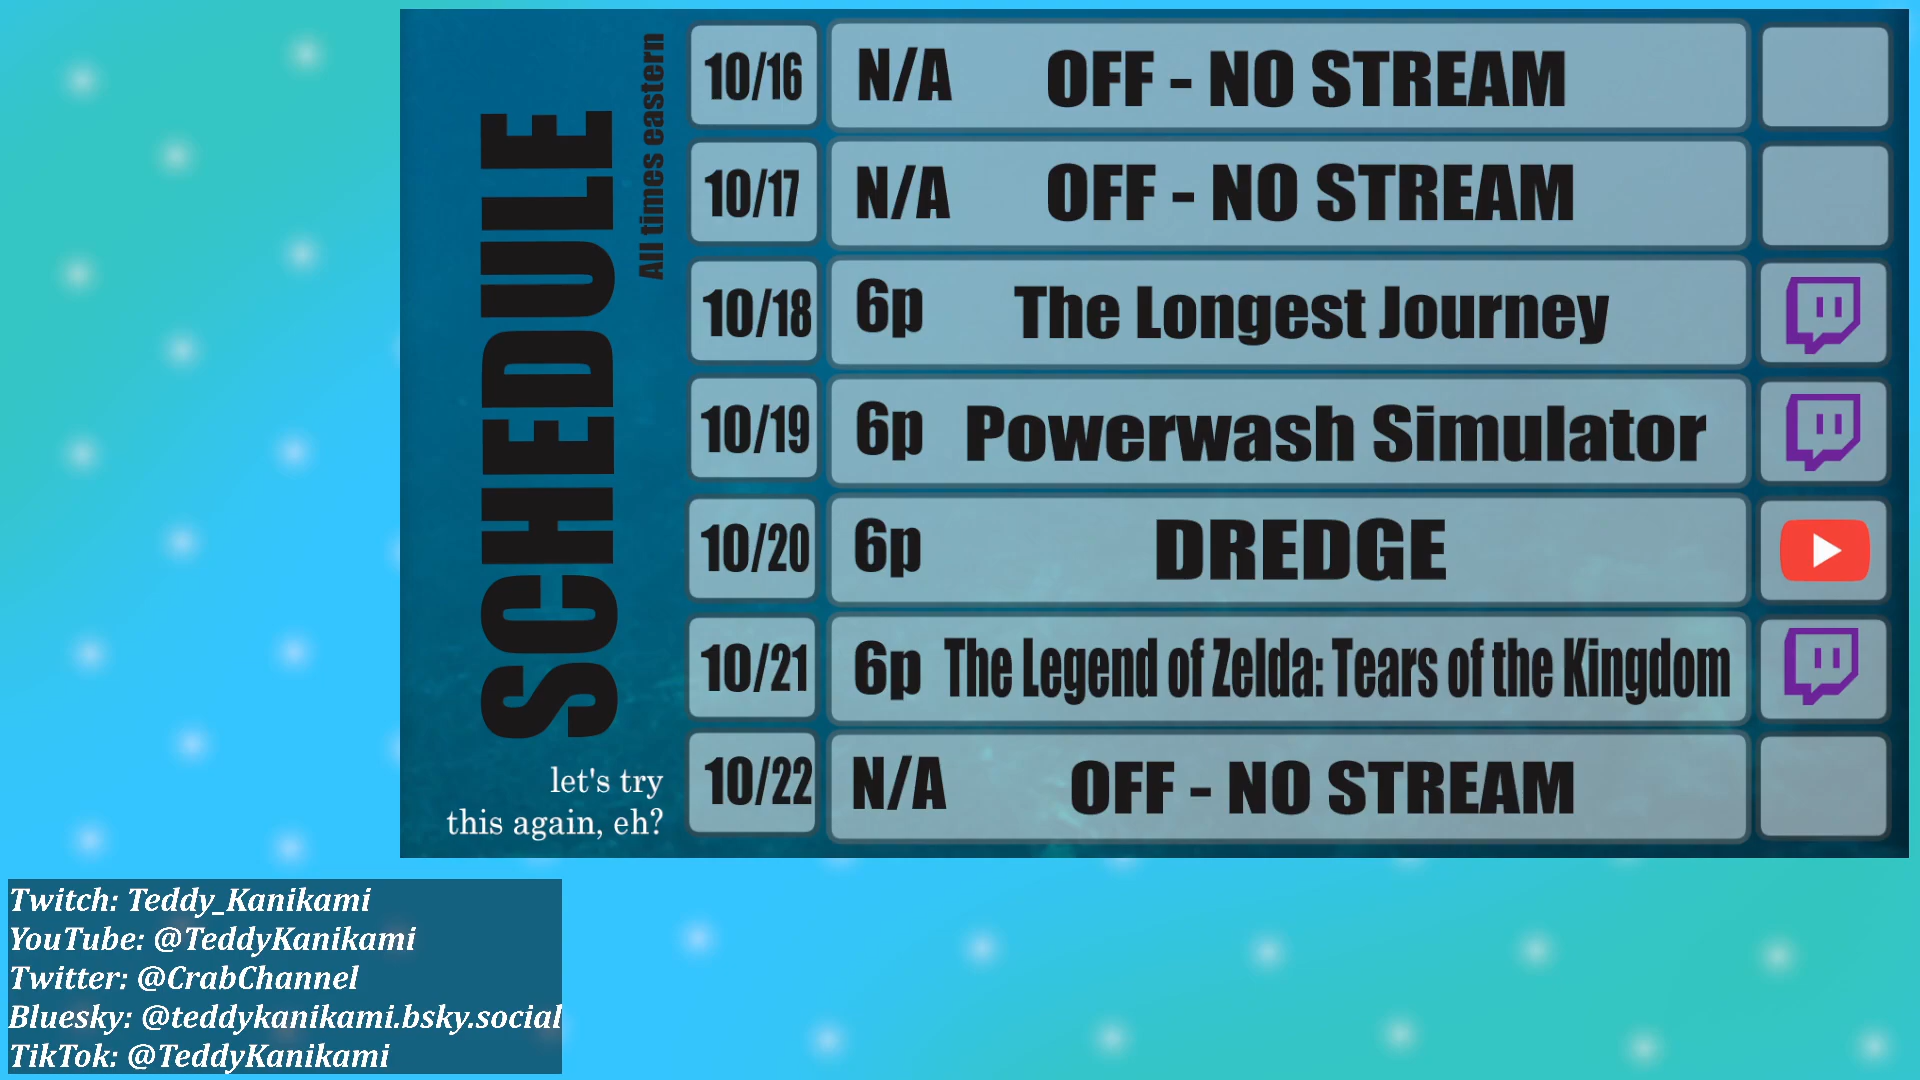 SCHEDULE
All times eastern
let's try
this again, eh?
10/16 N/A OFF - NO STREAM
10/17 N/A OFF - NO STREAM
10/18 6p The Longest Journey
10/19 6p Powerwash Simulator
10/20 6p DREDGE
10/21 6p The Legend of Zelda: Tears of the Kingdom
10/22 N/A OFF - NO STREAM
Twitch: Teddy_Kanikami
YouTube: @TeddyKanikami
Twitter: @CrabChannel
Bluesky: @teddykanikami.bsky.social
TikTok: @TeddyKanikami